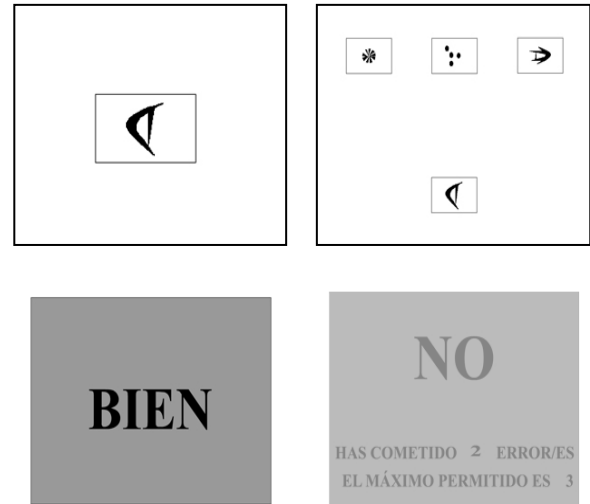 BIEN
NO
HAS COMETIDO 2 ERROR/ES
EL MÁXIMO PERMITIDO ES 3